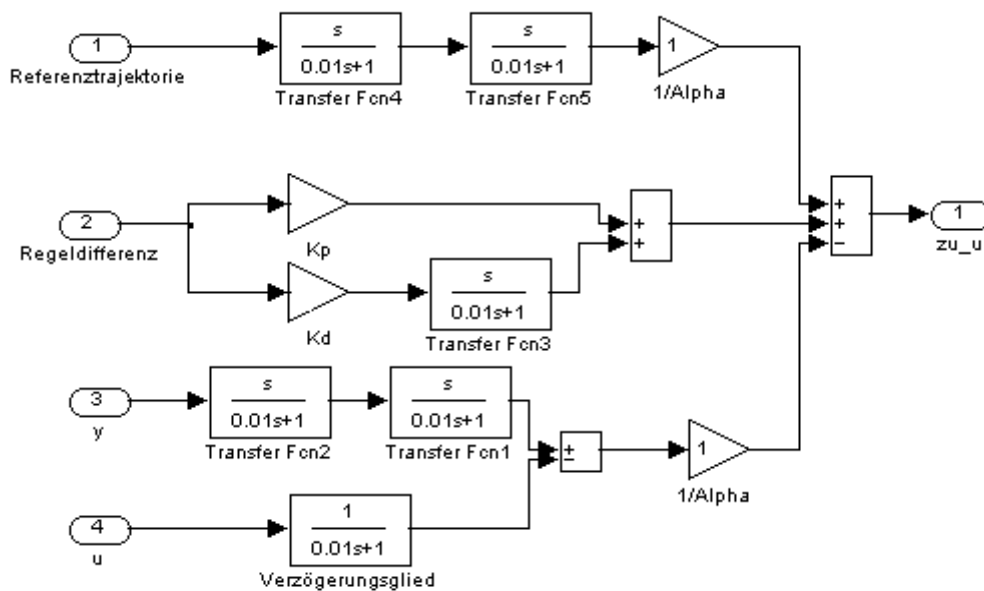 1
Referenztrajektorie
s
0.01s+1
Transfer Fcn4
s
0.01s+1
Transfer Fcn5
1
1/Alpha
2
Regeldifferenz
Kp
Kd
s
0.01s+1
Transfer Fcn3
+
+
+
+
−
1
zu_u
3
y
s
0.01s+1
Transfer Fcn2
s
0.01s+1
Transfer Fcn1
+
−
1
1/Alpha
4
u
1
0.01s+1
Verzögerungsglied